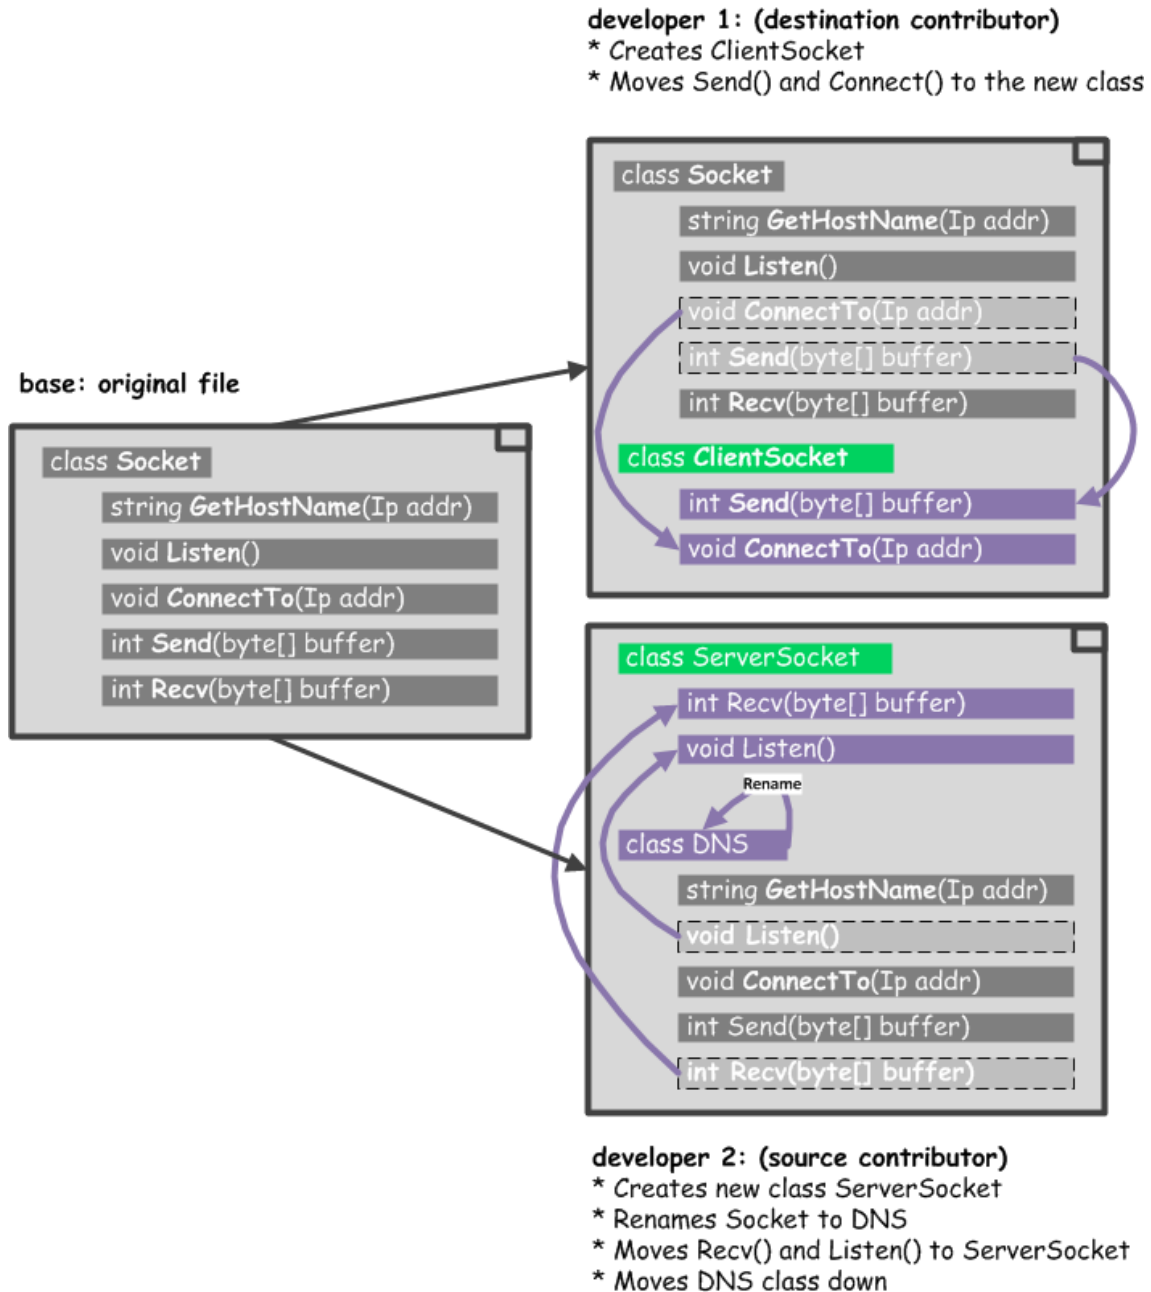 developer 1: (destination contributor)
* Creates ClientSocket
* Moves Send() and Connect() to the new class
class Socket
string GetHostName(Ip addr)
void Listen()
void ConnectTo(Ip addr)
int Send(byte[] buffer)
int Recv(byte[] buffer)
class ClientSocket
int Send(byte[] buffer)
void ConnectTo(Ip addr)
base: original file
class Socket
string GetHostName(Ip addr)
void Listen()
void ConnectTo(Ip addr)
int Send(byte[] buffer)
int Recv(byte[] buffer)
class ServerSocket
int Recv(byte[] buffer)
void Listen()
Rename
class DNS
string GetHostName(Ip addr)
void Listen()
void ConnectTo(Ip addr)
int Send(byte[] buffer)
int Recv(byte[] buffer)
developer 2: (source contributor)
* Creates new class ServerSocket
* Renames Socket to DNS
* Moves Recv() and Listen() to ServerSocket
* Moves DNS class down